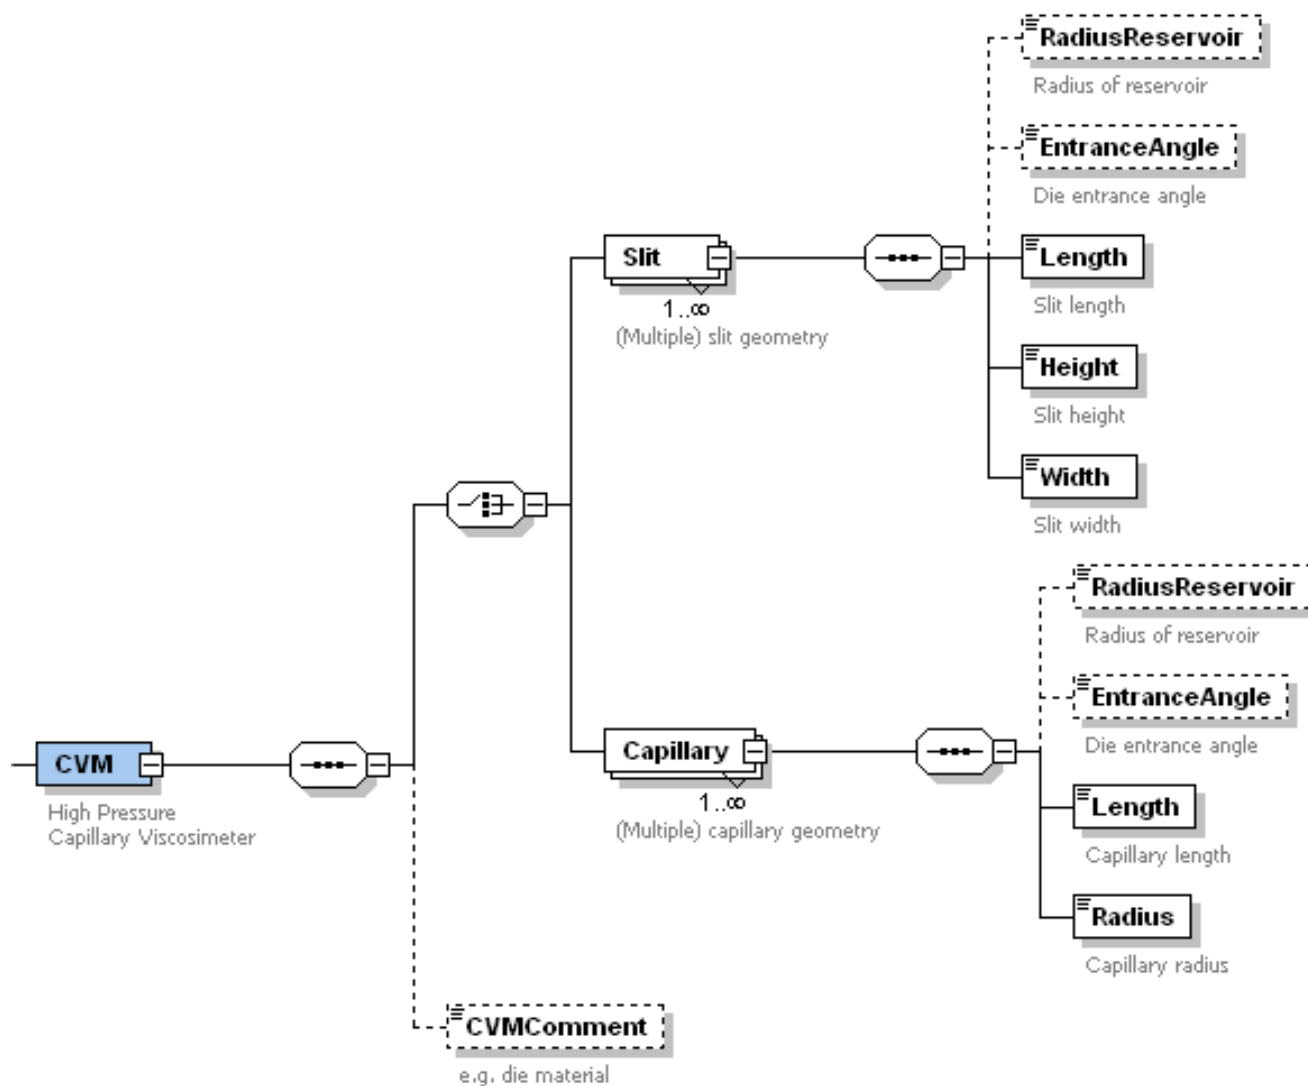 RadiusReservoir
Radius of reservoir
EntranceAngle
Die entrance angle
Slit
1..∞
(Multiple) slit geometry
Length
Slit length
Height
Slit height
Width
Slit width
RadiusReservoir
Radius of reservoir
EntranceAngle
Die entrance angle
Capillary
1..∞
(Multiple) capillary geometry
Length
Capillary length
Radius
Capillary radius
CVM
High Pressure
Capillary Viscosimeter
CVMComment
e.g. die material